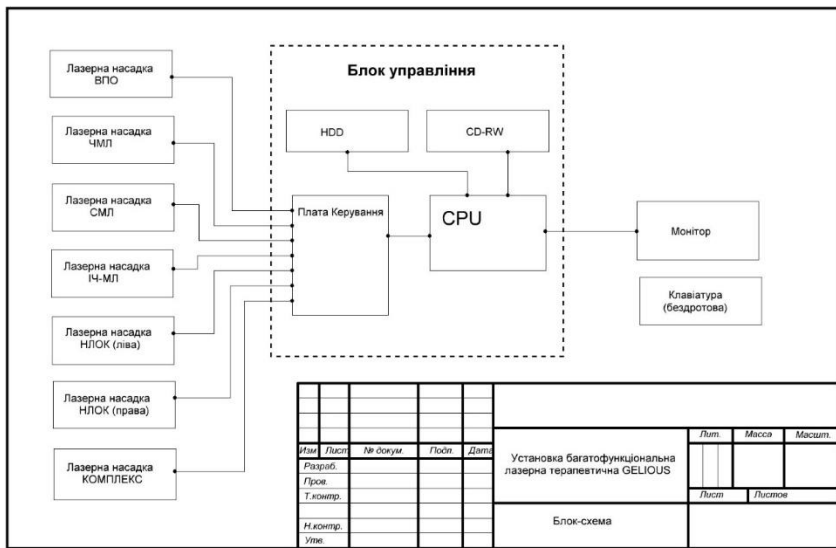 Лазерна насадка
ВПО
Лазерна насадка
ЧМЛ
Лазерна насадка
СМЛ
Лазерна насадка
ІЧ-МЛ
Лазерна насадка
НЛОК (ліва)
Лазерна насадка
НЛОК (права)
Лазерна насадка
КОМПЛЕКС
Блок управління
HDD
CD-RW
Плата Керування
CPU
Монітор
Клавіатура
(бездротова)
Изм Лист № докум. Подп. Дата
Разраб.
Пров.
Т.контр.
Н.контр.
Утв.
Установка багатофункціональна
лазерна терапевтична GELIOUS
Блок-схема
Лит. Масса Масшт.
Лист Листов